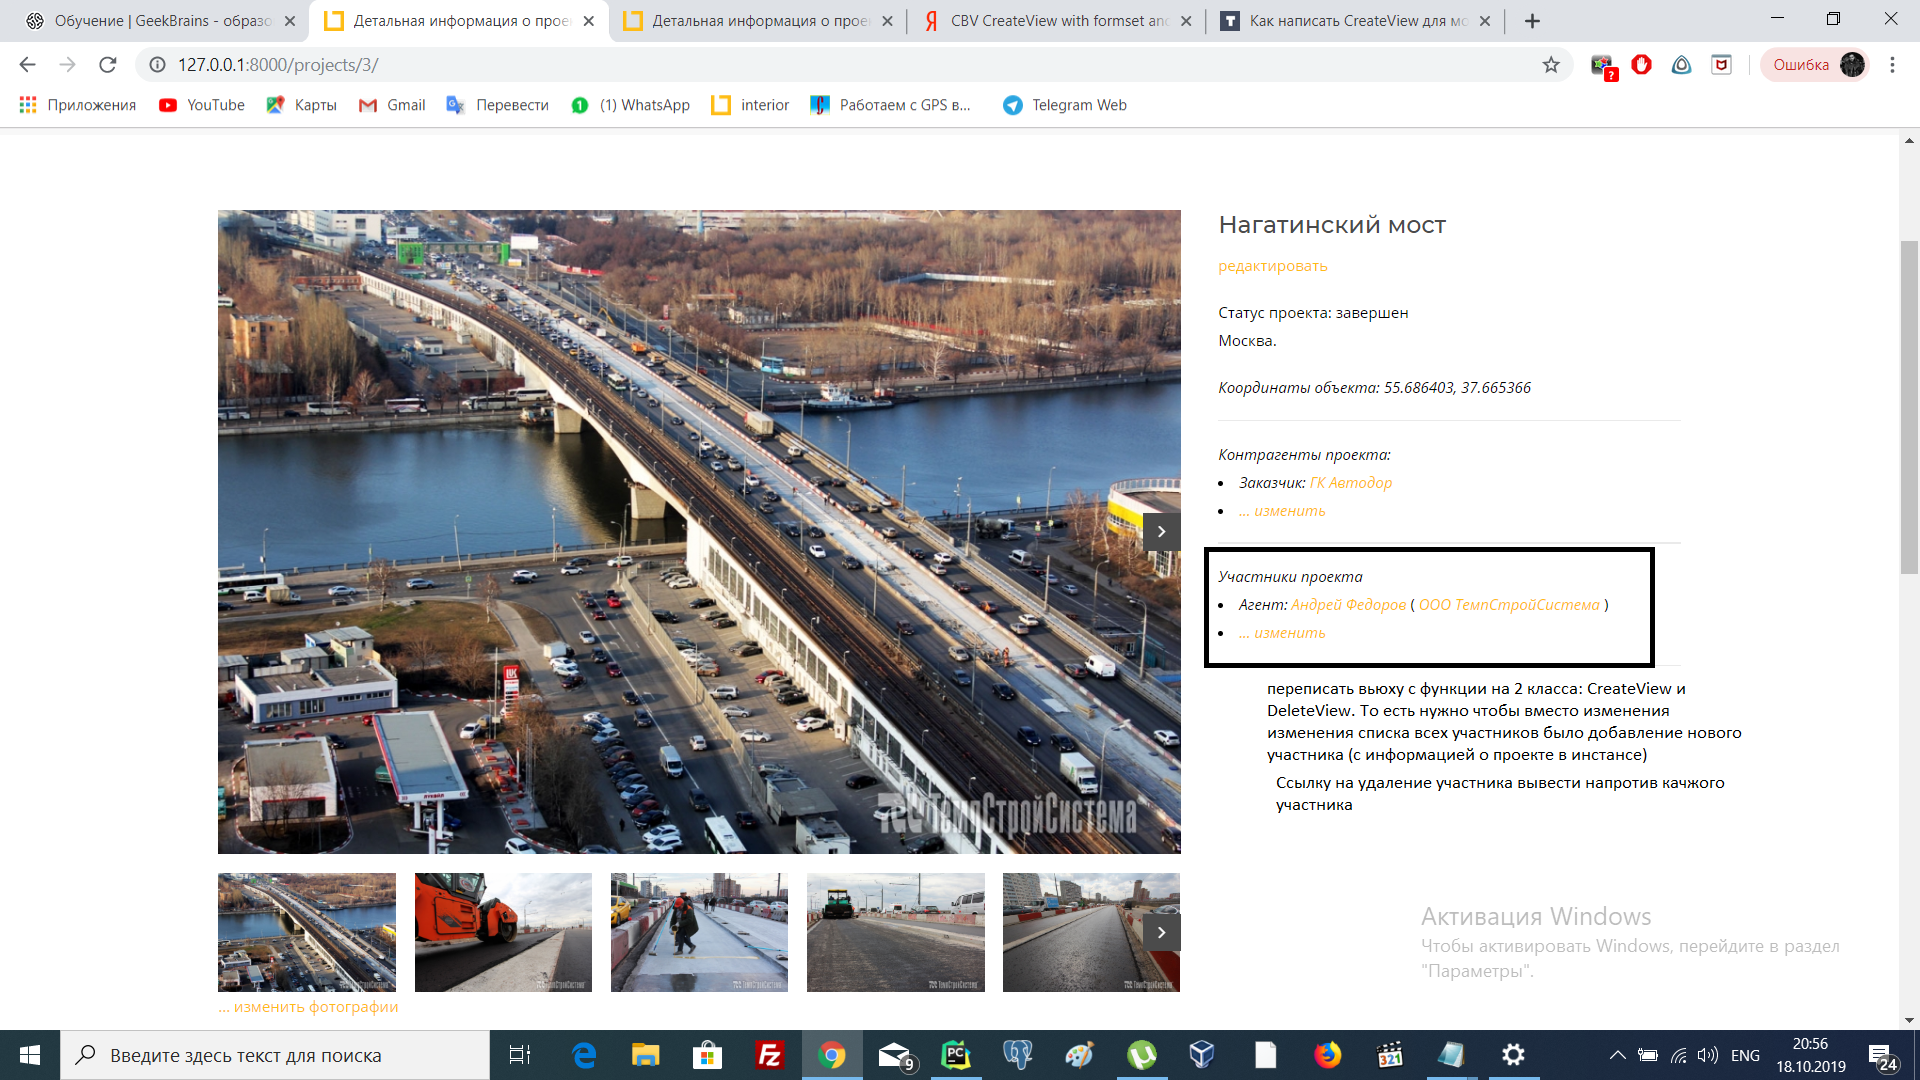 Обучение | GeekBrains - образо
Детальная информация о прое
Детальная информация о прое
CBV CreateView with formset and
Как написать CreateView для мо
127.0.0.1:8000/projects/3/
Ошибка
Приложения
YouTube
Карты
Gmail
Перевести
(1) WhatsApp
interior
Работаем с GPS в...
Telegram Web
Нагатинский мост
редактировать
Статус проекта: завершен
Москва.
Координаты объекта: 55.686403, 37.665366
Контрагенты проекта:
Заказчик: ГК Автодор
... изменить
Участники проекта
Агент: Андрей Федоров ( ООО ТемпСтройСистема )
... изменить
переписать вьюху с функции на 2 класса: CreateView и
DeleteView. То есть нужно чтобы вместо изменения
изменения списка всех участников было добавление нового
участника (с информацией о проекте в инстансе)
Ссылку на удаление участника вывести напротив качжого
участника
ТемпСтройСистема
... изменить фотографии
Активация Windows
Чтобы активировать Windows, перейдите в раздел
"Параметры".
Введите здесь текст для поиска
9
ENG
20:56
18.10.2019
24